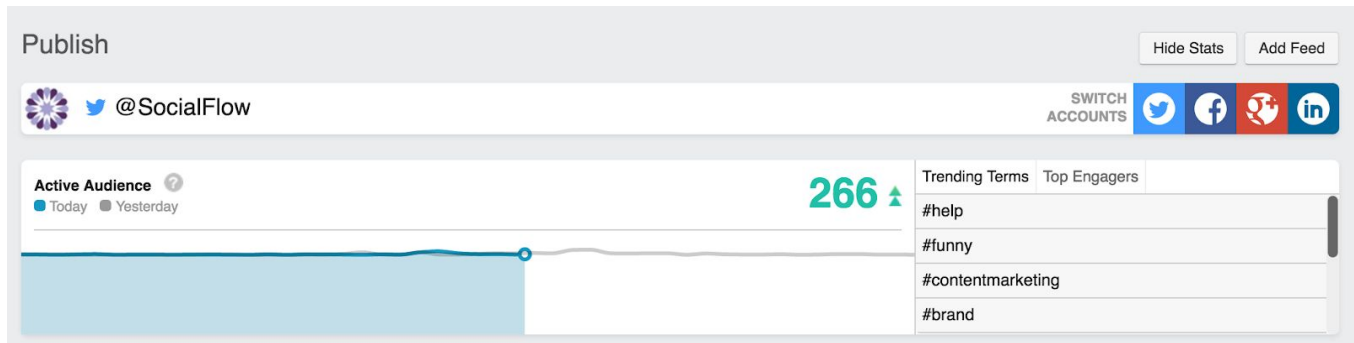 Publish
Hide Stats
Add Feed
@SocialFlow
SWITCH
ACCOUNTS
Active Audience ?
Today Yesterday
266
Trending Terms Top Engagers
#help
#funny
#contentmarketing
#brand